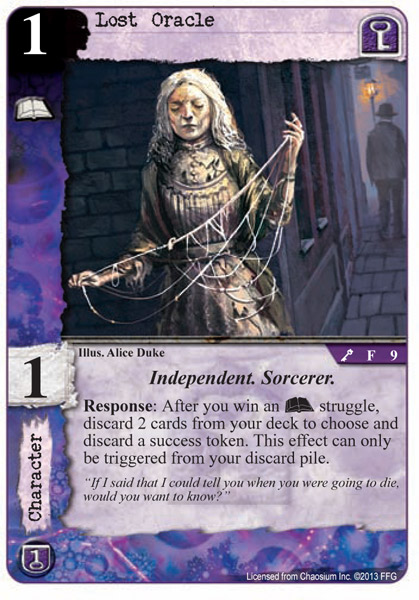 1
Lost Oracle
Illus. Alice Duke
F 9
1
Independent. Sorcerer.
Response: After you win an struggle,
discard 2 cards from your deck to choose and
discard a success token. This effect can only
be triggered from your discard pile.
“If I said that I could tell you when you were going to die,
would you want to know?”
Character
1
Licensed from Chaosium Inc. ©2013 FFG